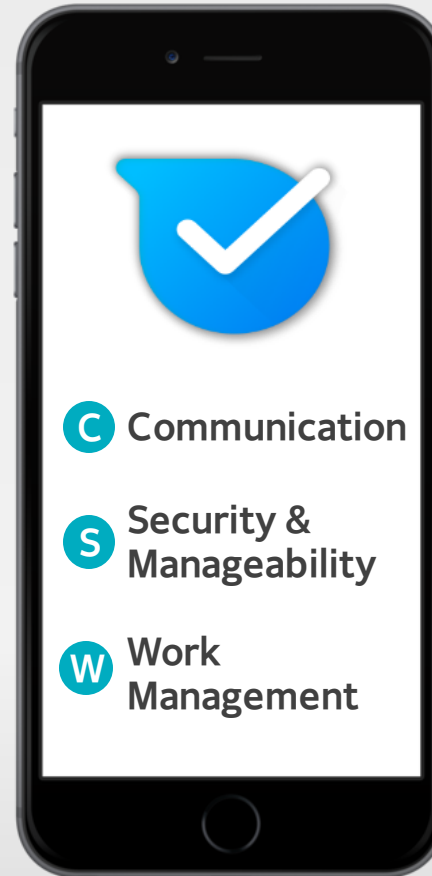 C Communication
S Security &
Manageability
W Work
Management